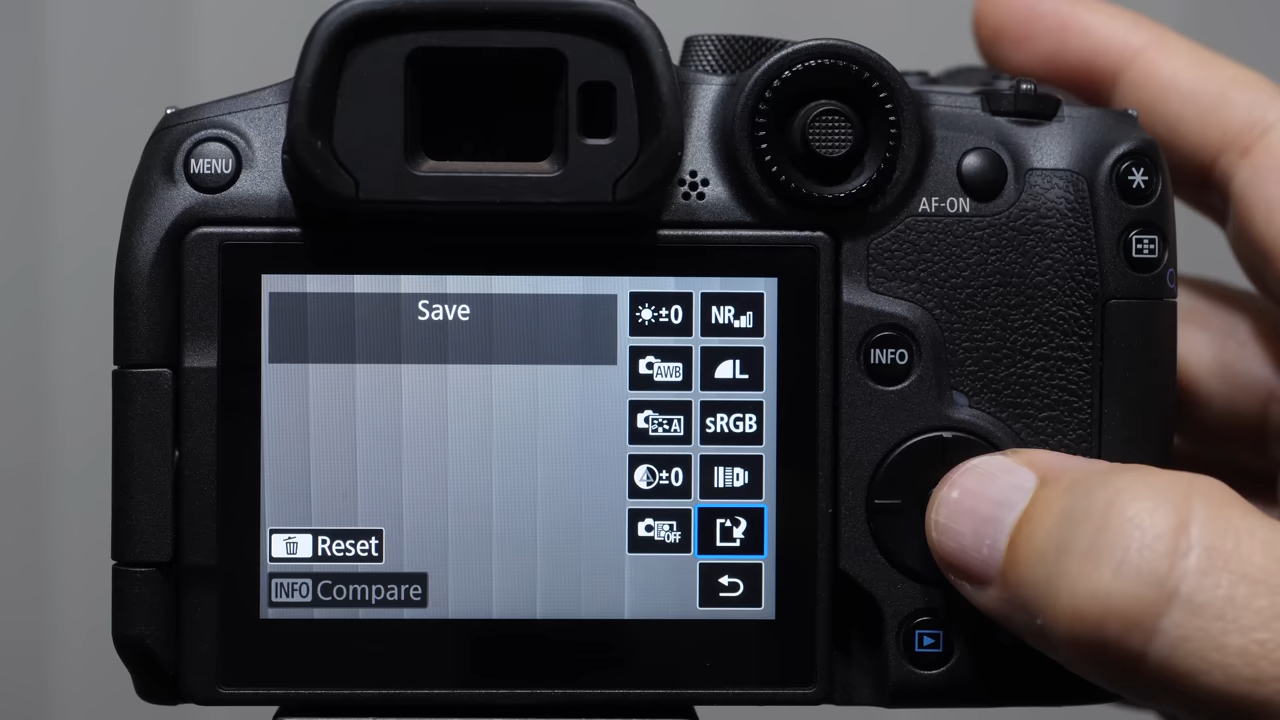 MENU
AF-ON
INFO
Save
±0
NR
AWB
L
A
sRGB
±0
OFF
Reset
INFO Compare